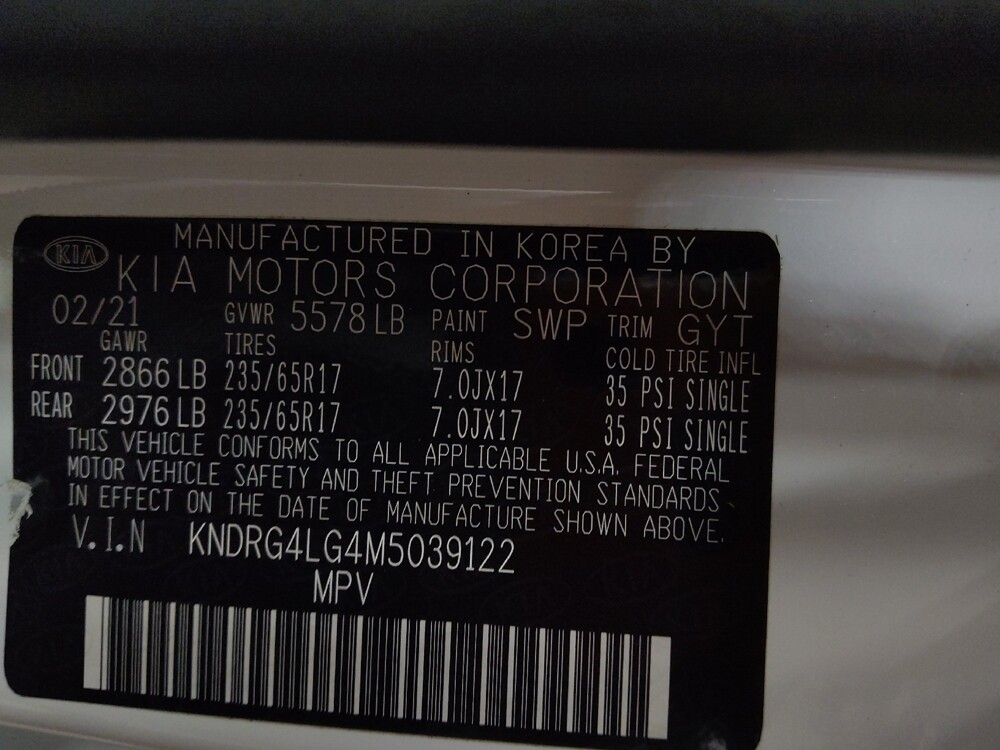 KIA
MANUFACTURED IN KOREA BY
KIA MOTORS CORPORATION
02/21 GVWR 5578 LB PAINT SWP TRIM GYT
GAWR TIRES RIMS COLD TIRE INFL
FRONT 2866 LB 235/65R17 7.0JX17 35 PSI SINGLE
REAR 2976 LB 235/65R17 7.0JX17 35 PSI SINGLE
THIS VEHICLE CONFORMS TO ALL APPLICABLE U.S.A. FEDERAL
MOTOR VEHICLE SAFETY AND THEFT PREVENTION STANDARDS
IN EFFECT ON THE DATE OF MANUFACTURE SHOWN ABOVE.
V.I.N KNDRG4LG4M5039122
MPV